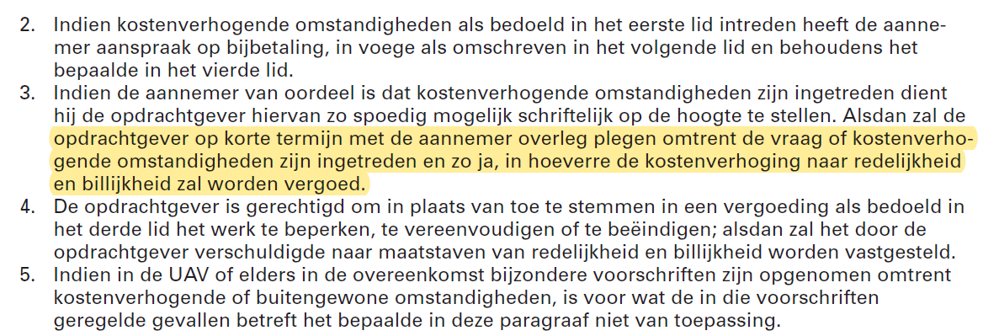 2. Indien kostenverhogende omstandigheden als bedoeld in het eerste lid intreden heeft de aanne-
mer aanspraak op bijbetaling, in voege als omschreven in het volgende lid en behoudens het
bepaalde in het vierde lid.
3. Indien de aannemer van oordeel is dat kostenverhogende omstandigheden zijn ingetreden dient
hij de opdrachtgever hiervan zo spoedig mogelijk schriftelijk op de hoogte te stellen. Alsdan zal de
opdrachtgever op korte termijn met de aannemer overleg plegen omtrent de vraag of kostenverho-
gende omstandigheden zijn ingetreden en zo ja, in hoeverre de kostenverhoging naar redelijkheid
en billijkheid zal worden vergoed.
4. De opdrachtgever is gerechtigd om in plaats van toe te stemmen in een vergoeding als bedoeld in
het derde lid het werk te beperken, te vereenvoudigen of te beëindigen; alsdan zal het door de
opdrachtgever verschuldigde naar maatstaven van redelijkheid en billijkheid worden vastgesteld.
5. Indien in de UAV of elders in de overeenkomst bijzondere voorschriften zijn opgenomen omtrent
kostenverhogende of buitengewone omstandigheden, is voor wat de in die voorschriften
geregelde gevallen betreft het bepaalde in deze paragraaf niet van toepassing.